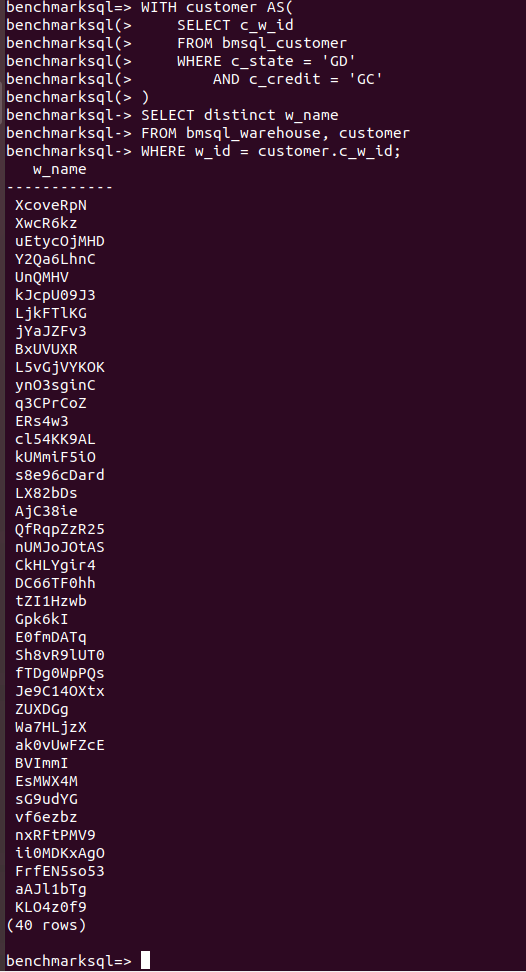 benchmarksql=> WITH customer AS(
benchmarksql(>     SELECT c_w_id
benchmarksql(>     FROM bmsql_customer
benchmarksql(>     WHERE c_state = 'GD'
benchmarksql(>         AND c_credit = 'GC'
benchmarksql(> )
benchmarksql-> SELECT distinct w_name
benchmarksql-> FROM bmsql_warehouse, customer
benchmarksql-> WHERE w_id = customer.c_w_id;
   w_name
------------
 XcoveRpN
 XwcR6kz
 uEtycOjMHD
 Y2Qa6LhnC
 UnQMHV
 kJcpU09J3
 LjkFTlKG
 jYaJZFv3
 BxUVUXR
 L5vGjVYKOK
 ynO3sginC
 q3CPrCoZ
 ERs4w3
 cl54KK9AL
 kUMmiF5iO
 s8e96cDard
 LX82bDs
 AjC38ie
 QfRqpZzR25
 nUMJoJOtAS
 CkHLYgir4
 DC66TF0hh
 tZI1Hzwb
 Gpk6kI
 E0fmDATq
 Sh8vR9lUT0
 fTDg0WpPQs
 Je9C14OXtx
 ZUXDGg
 Wa7HLjzX
 ak0vUwFZcE
 BVImmI
 EsMWX4M
 sG9udYG
 vf6ezbz
 nxRFtPMV9
 ii0MDKxAgO
 FrfEN5so53
 aAJl1bTg
 KLO4z0f9
(40 rows)
benchmarksql=>